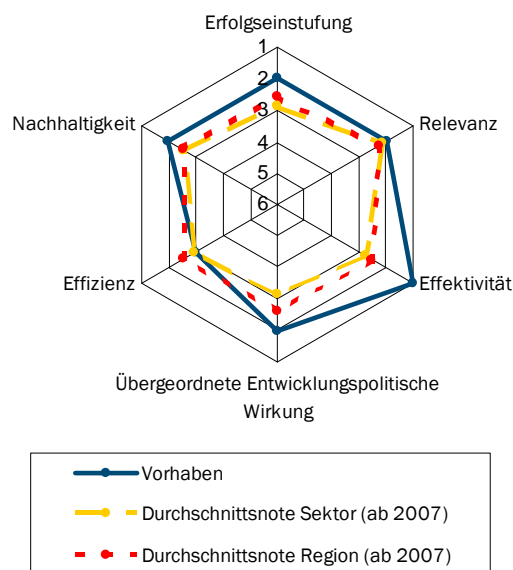 Erfolgseinstufung
1
2
3
4
5
6
Nachhaltigkeit
Relevanz
Effizienz
Effektivität
Übergeordnete Entwicklungspolitische
Wirkung
Vorhaben
Durchschnittsnote Sektor (ab 2007)
Durchschnittsnote Region (ab 2007)